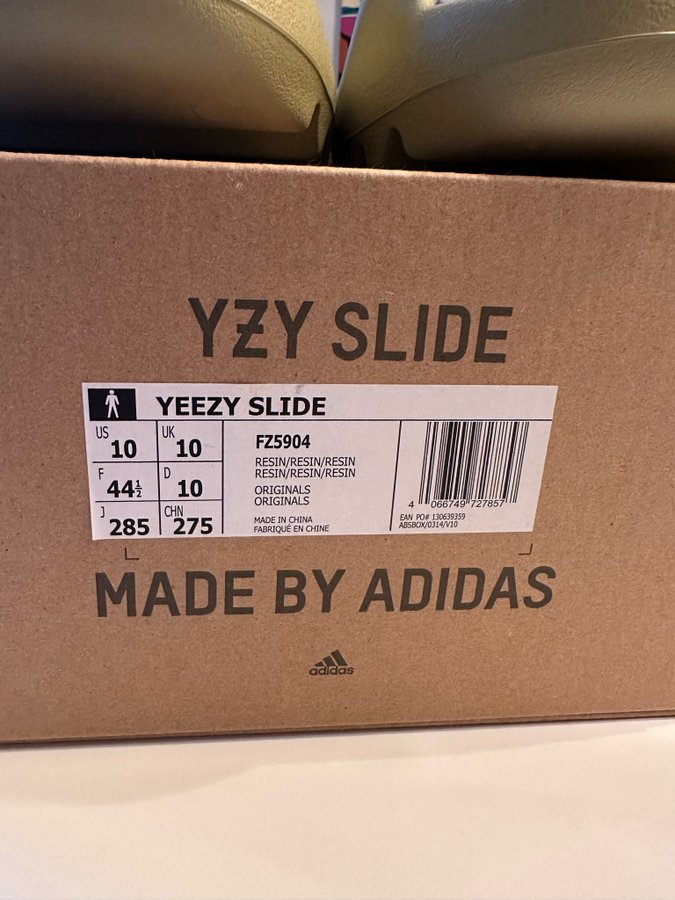 YZY SLIDE
YEEZY SLIDE
US
10
UK
10
F
44½
D
10
J
285
CHN
275
FZ5904
RESIN/RESIN/RESIN
RESIN/RESIN/RESIN
ORIGINALS
ORIGINALS
MADE IN CHINA
FABRIQUÉ EN CHINE
4 066749 727857
EAN PO# 130639359
ABSBOX/0314/V10
MADE BY ADIDAS
adidas